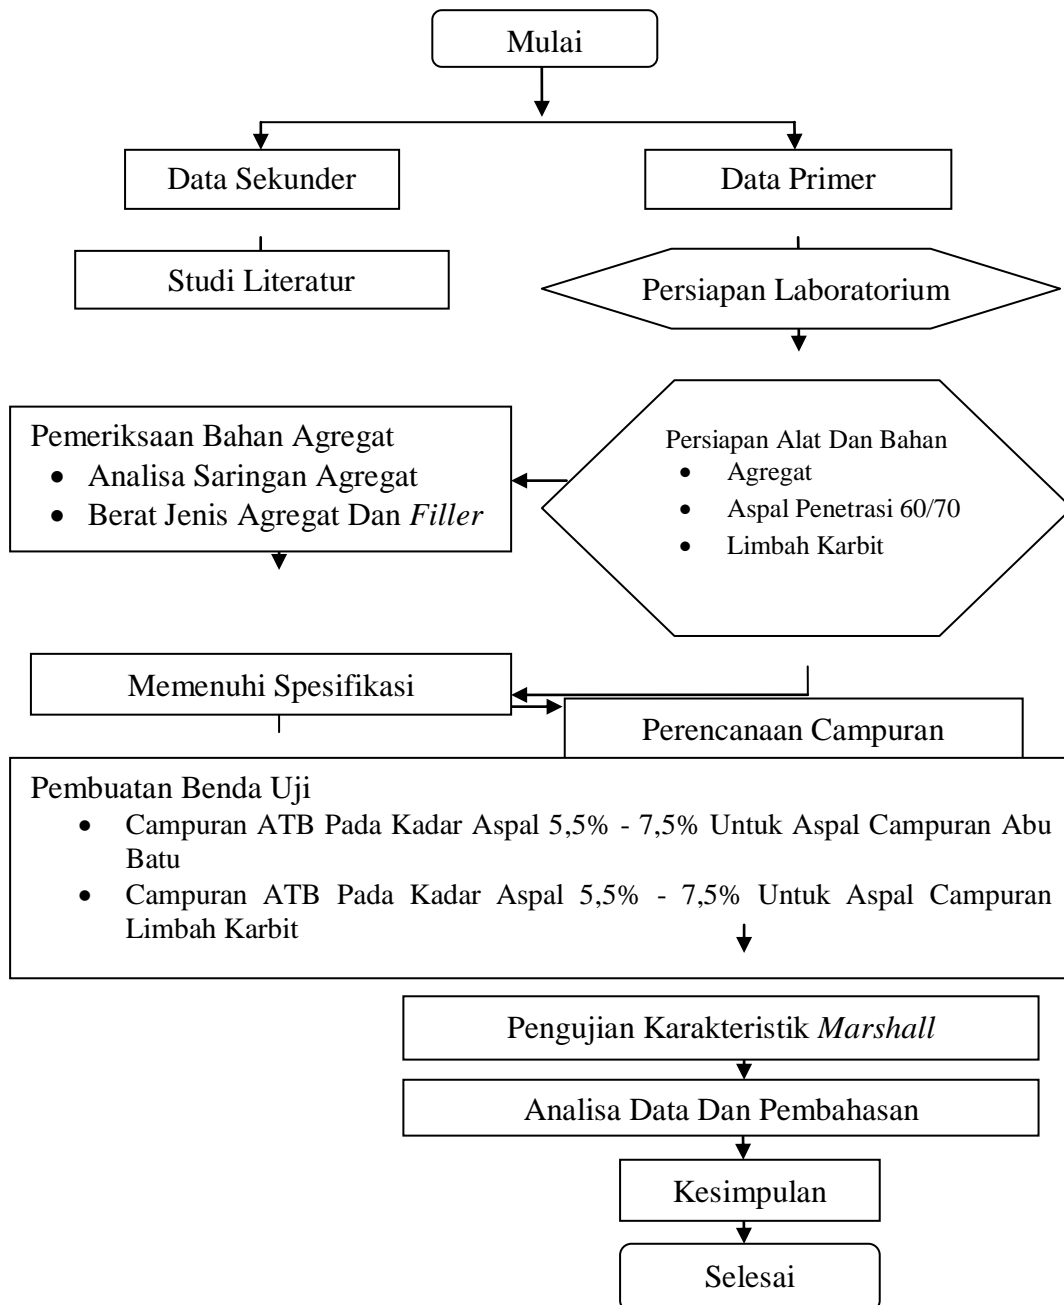 Mulai
Data Sekunder
Data Primer
Studi Literatur
Persiapan Laboratorium
Pemeriksaan Bahan Agregat
• Analisa Saringan Agregat
• Berat Jenis Agregat Dan Filler
Persiapan Alat Dan Bahan
• Agregat
• Aspal Penetrasi 60/70
• Limbah Karbit
Memenuhi Spesifikasi
Perencanaan Campuran
Pembuatan Benda Uji
• Campuran ATB Pada Kadar Aspal 5,5% - 7,5% Untuk Aspal Campuran Abu
Batu
• Campuran ATB Pada Kadar Aspal 5,5% - 7,5% Untuk Aspal Campuran
Limbah Karbit
Pengujian Karakteristik Marshall
Analisa Data Dan Pembahasan
Kesimpulan
Selesai